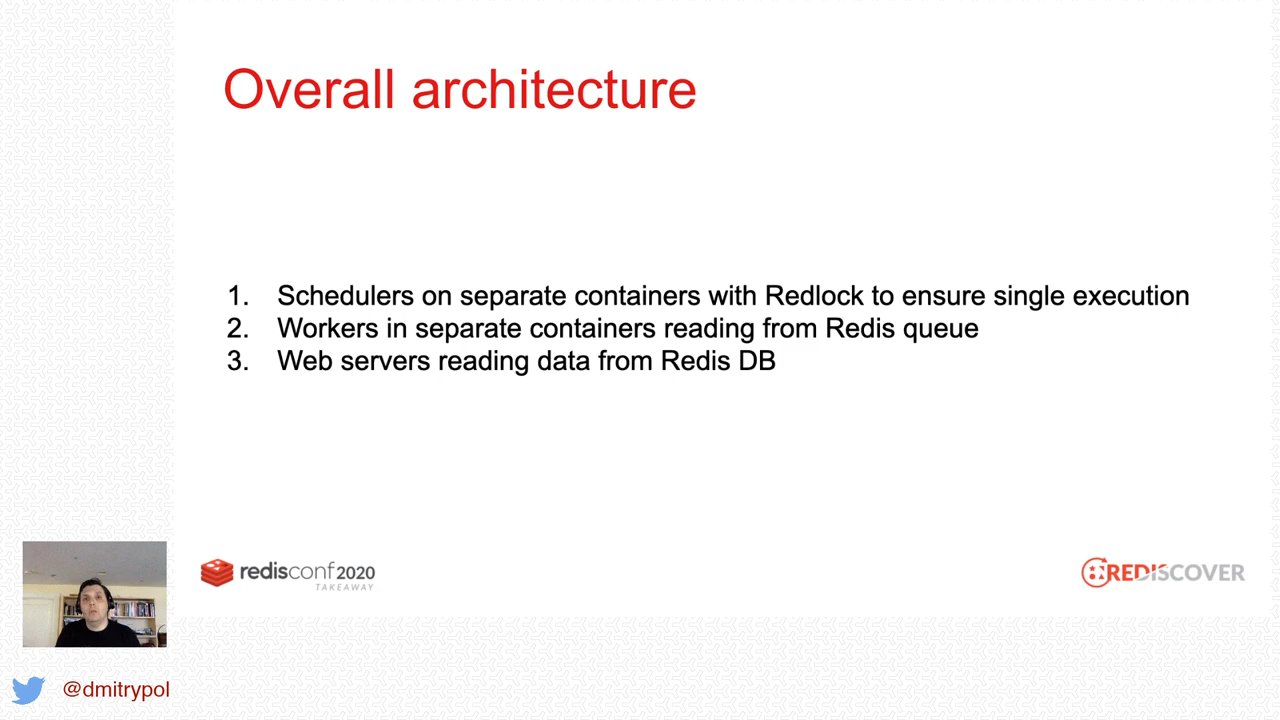 Overall architecture
1. Schedulers on separate containers with Redlock to ensure single execution
2. Workers in separate containers reading from Redis queue
3. Web servers reading data from Redis DB
redisconf2020
TAKEAWAY
REDISCOVER
@dmitrypol